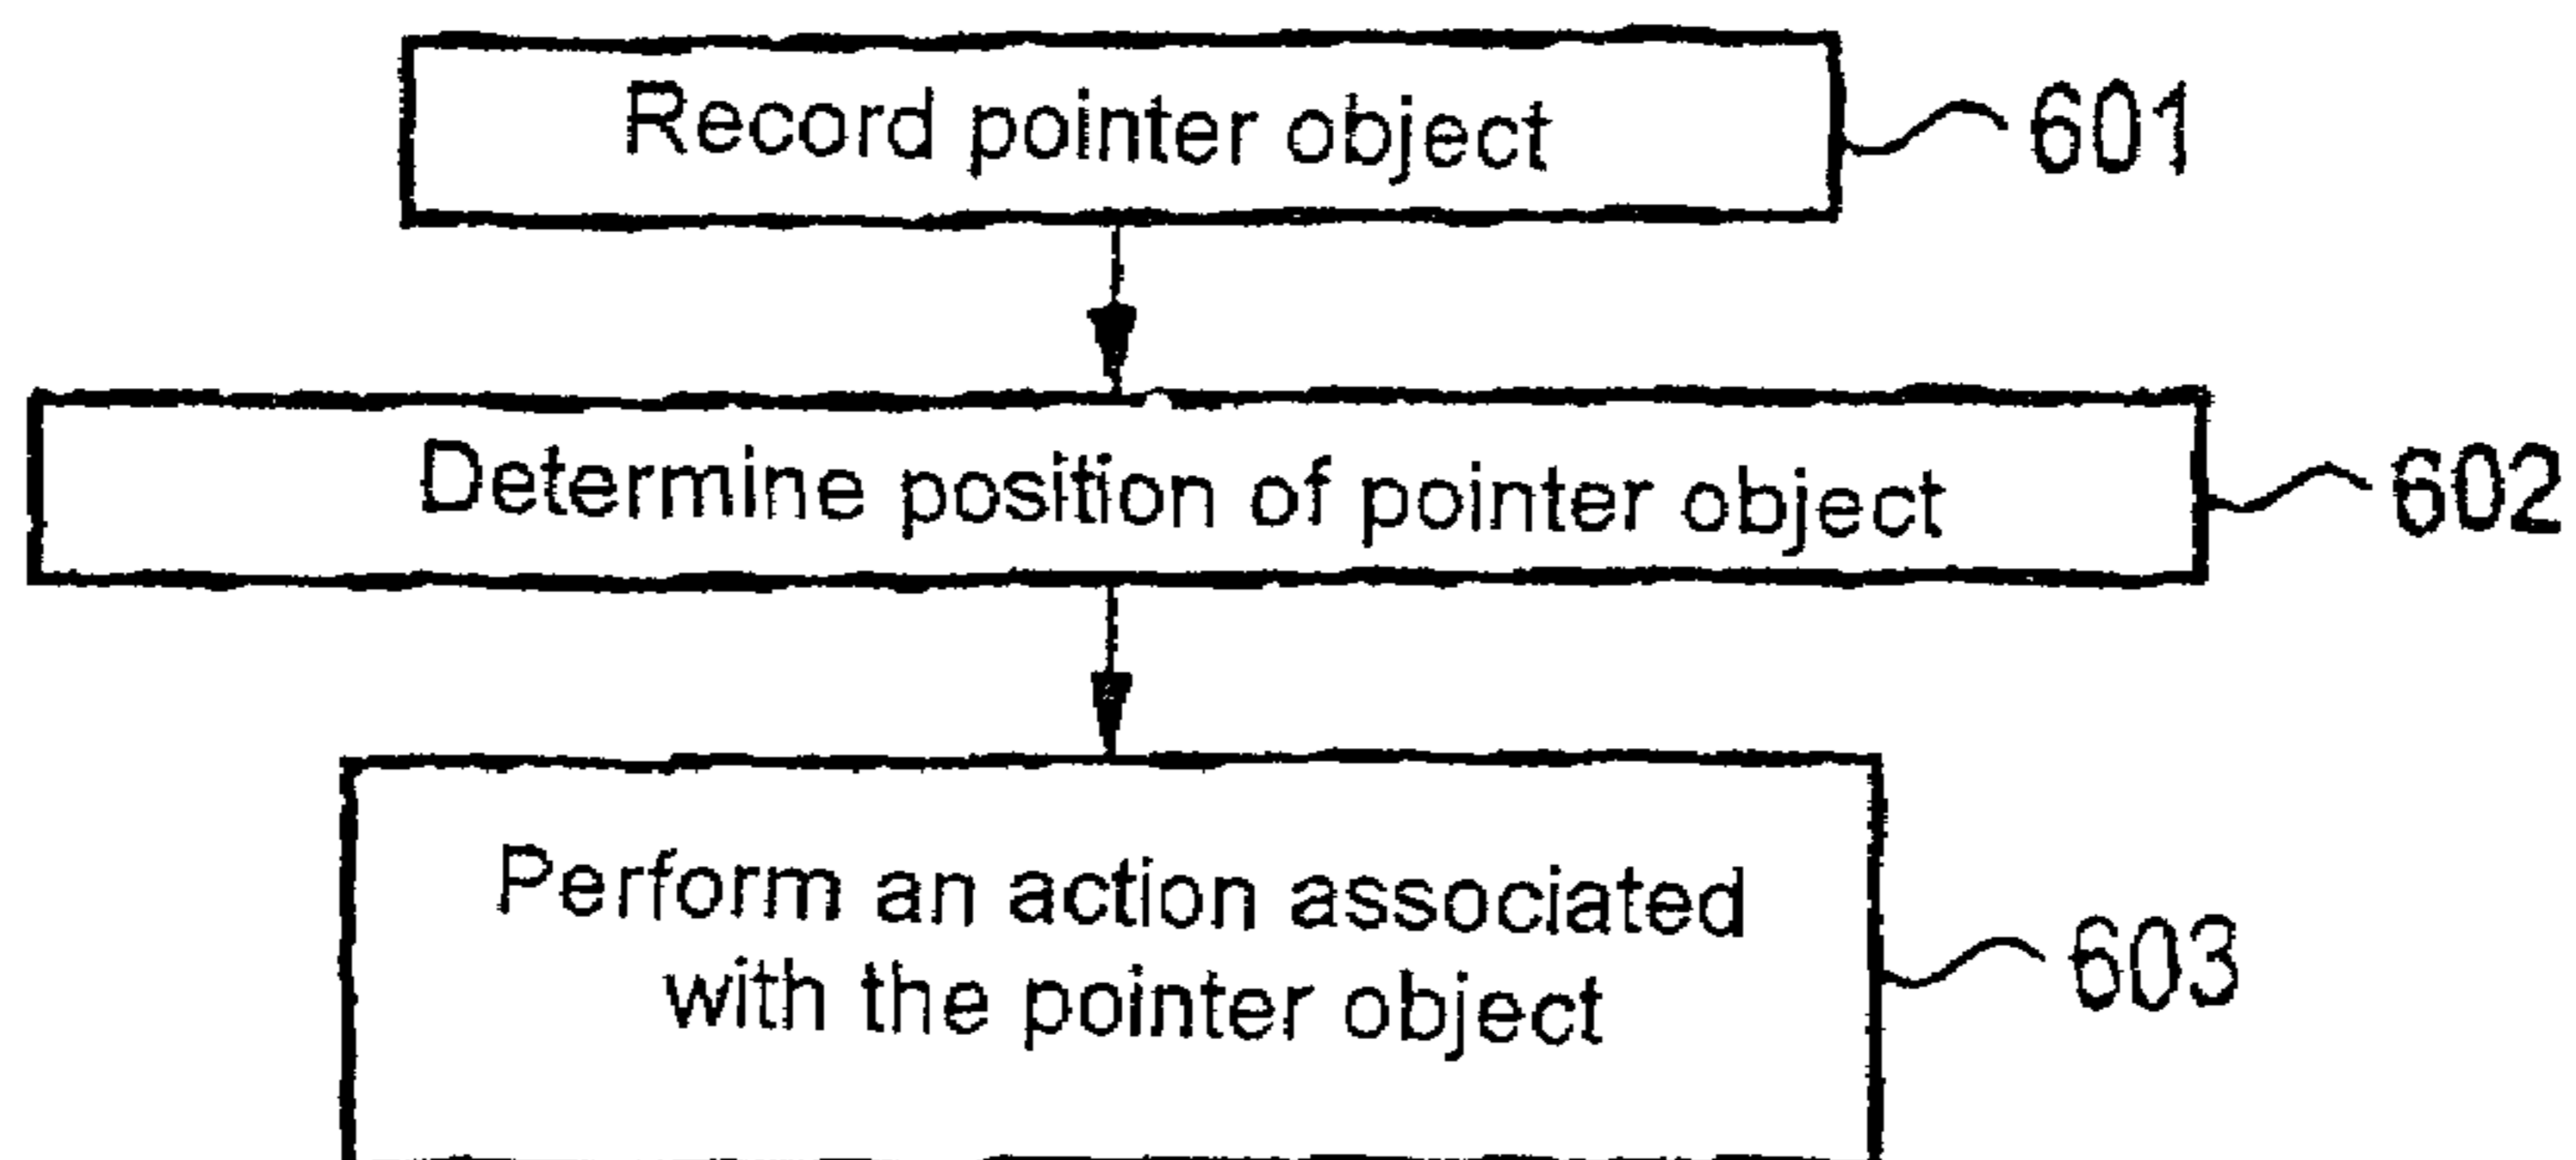 Record pointer object
601
Determine position of pointer object
602
Perform an action associated
with the pointer object
603